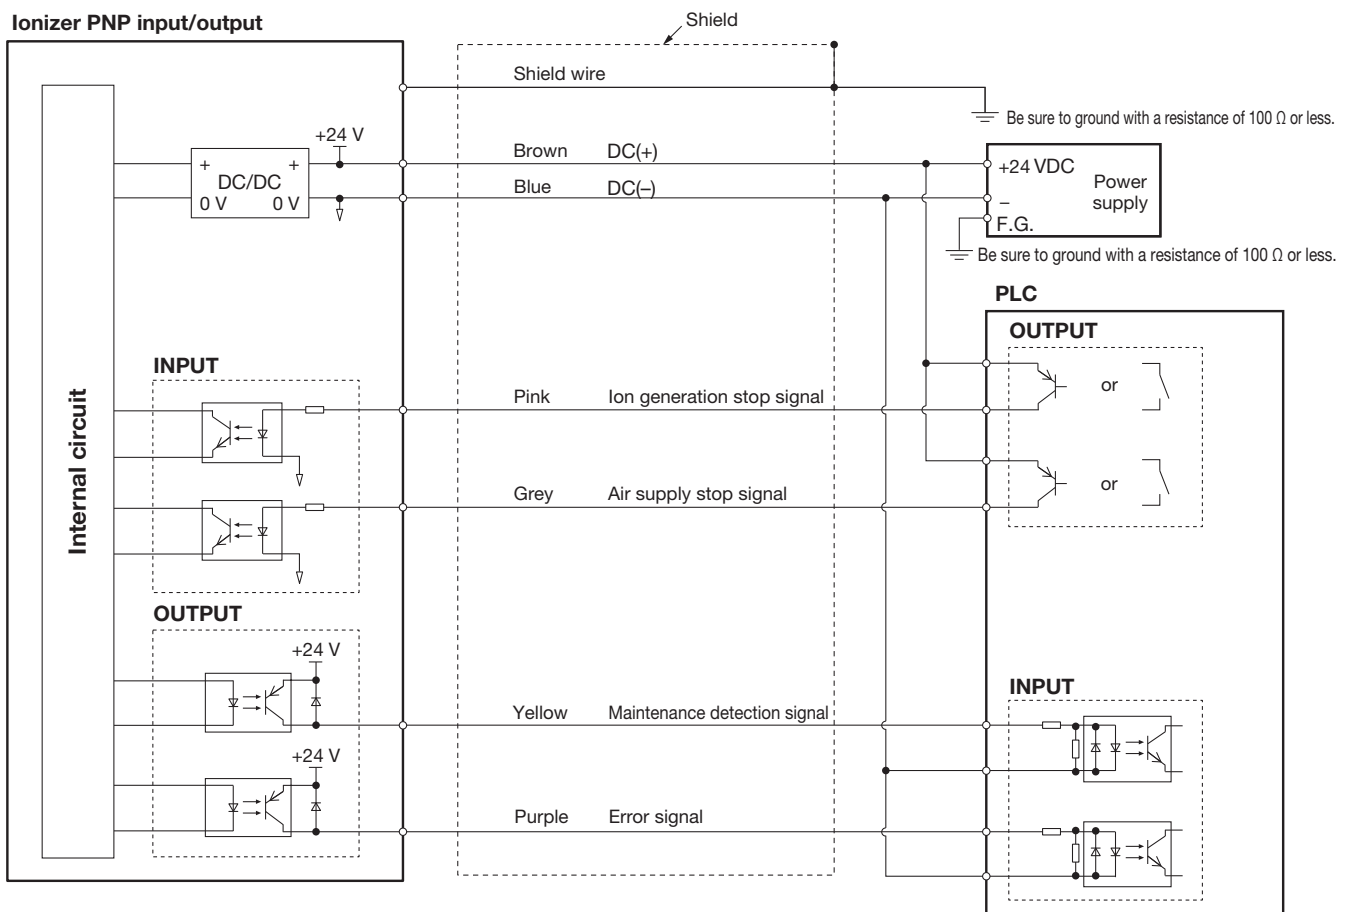 Ionizer PNP input/output
Shield
Shield wire
Be sure to ground with a resistance of 100 Ω or less.
+24 V
Brown DC(+)
+ +
DC/DC
0 V 0 V
Blue DC(–)
+24 VDC
Power
supply
–
F.G.
Be sure to ground with a resistance of 100 Ω or less.
PLC
OUTPUT
INPUT
Internal circuit
Pink Ion generation stop signal
or
Grey Air supply stop signal
or
OUTPUT
+24 V
INPUT
Yellow Maintenance detection signal
+24 V
Purple Error signal